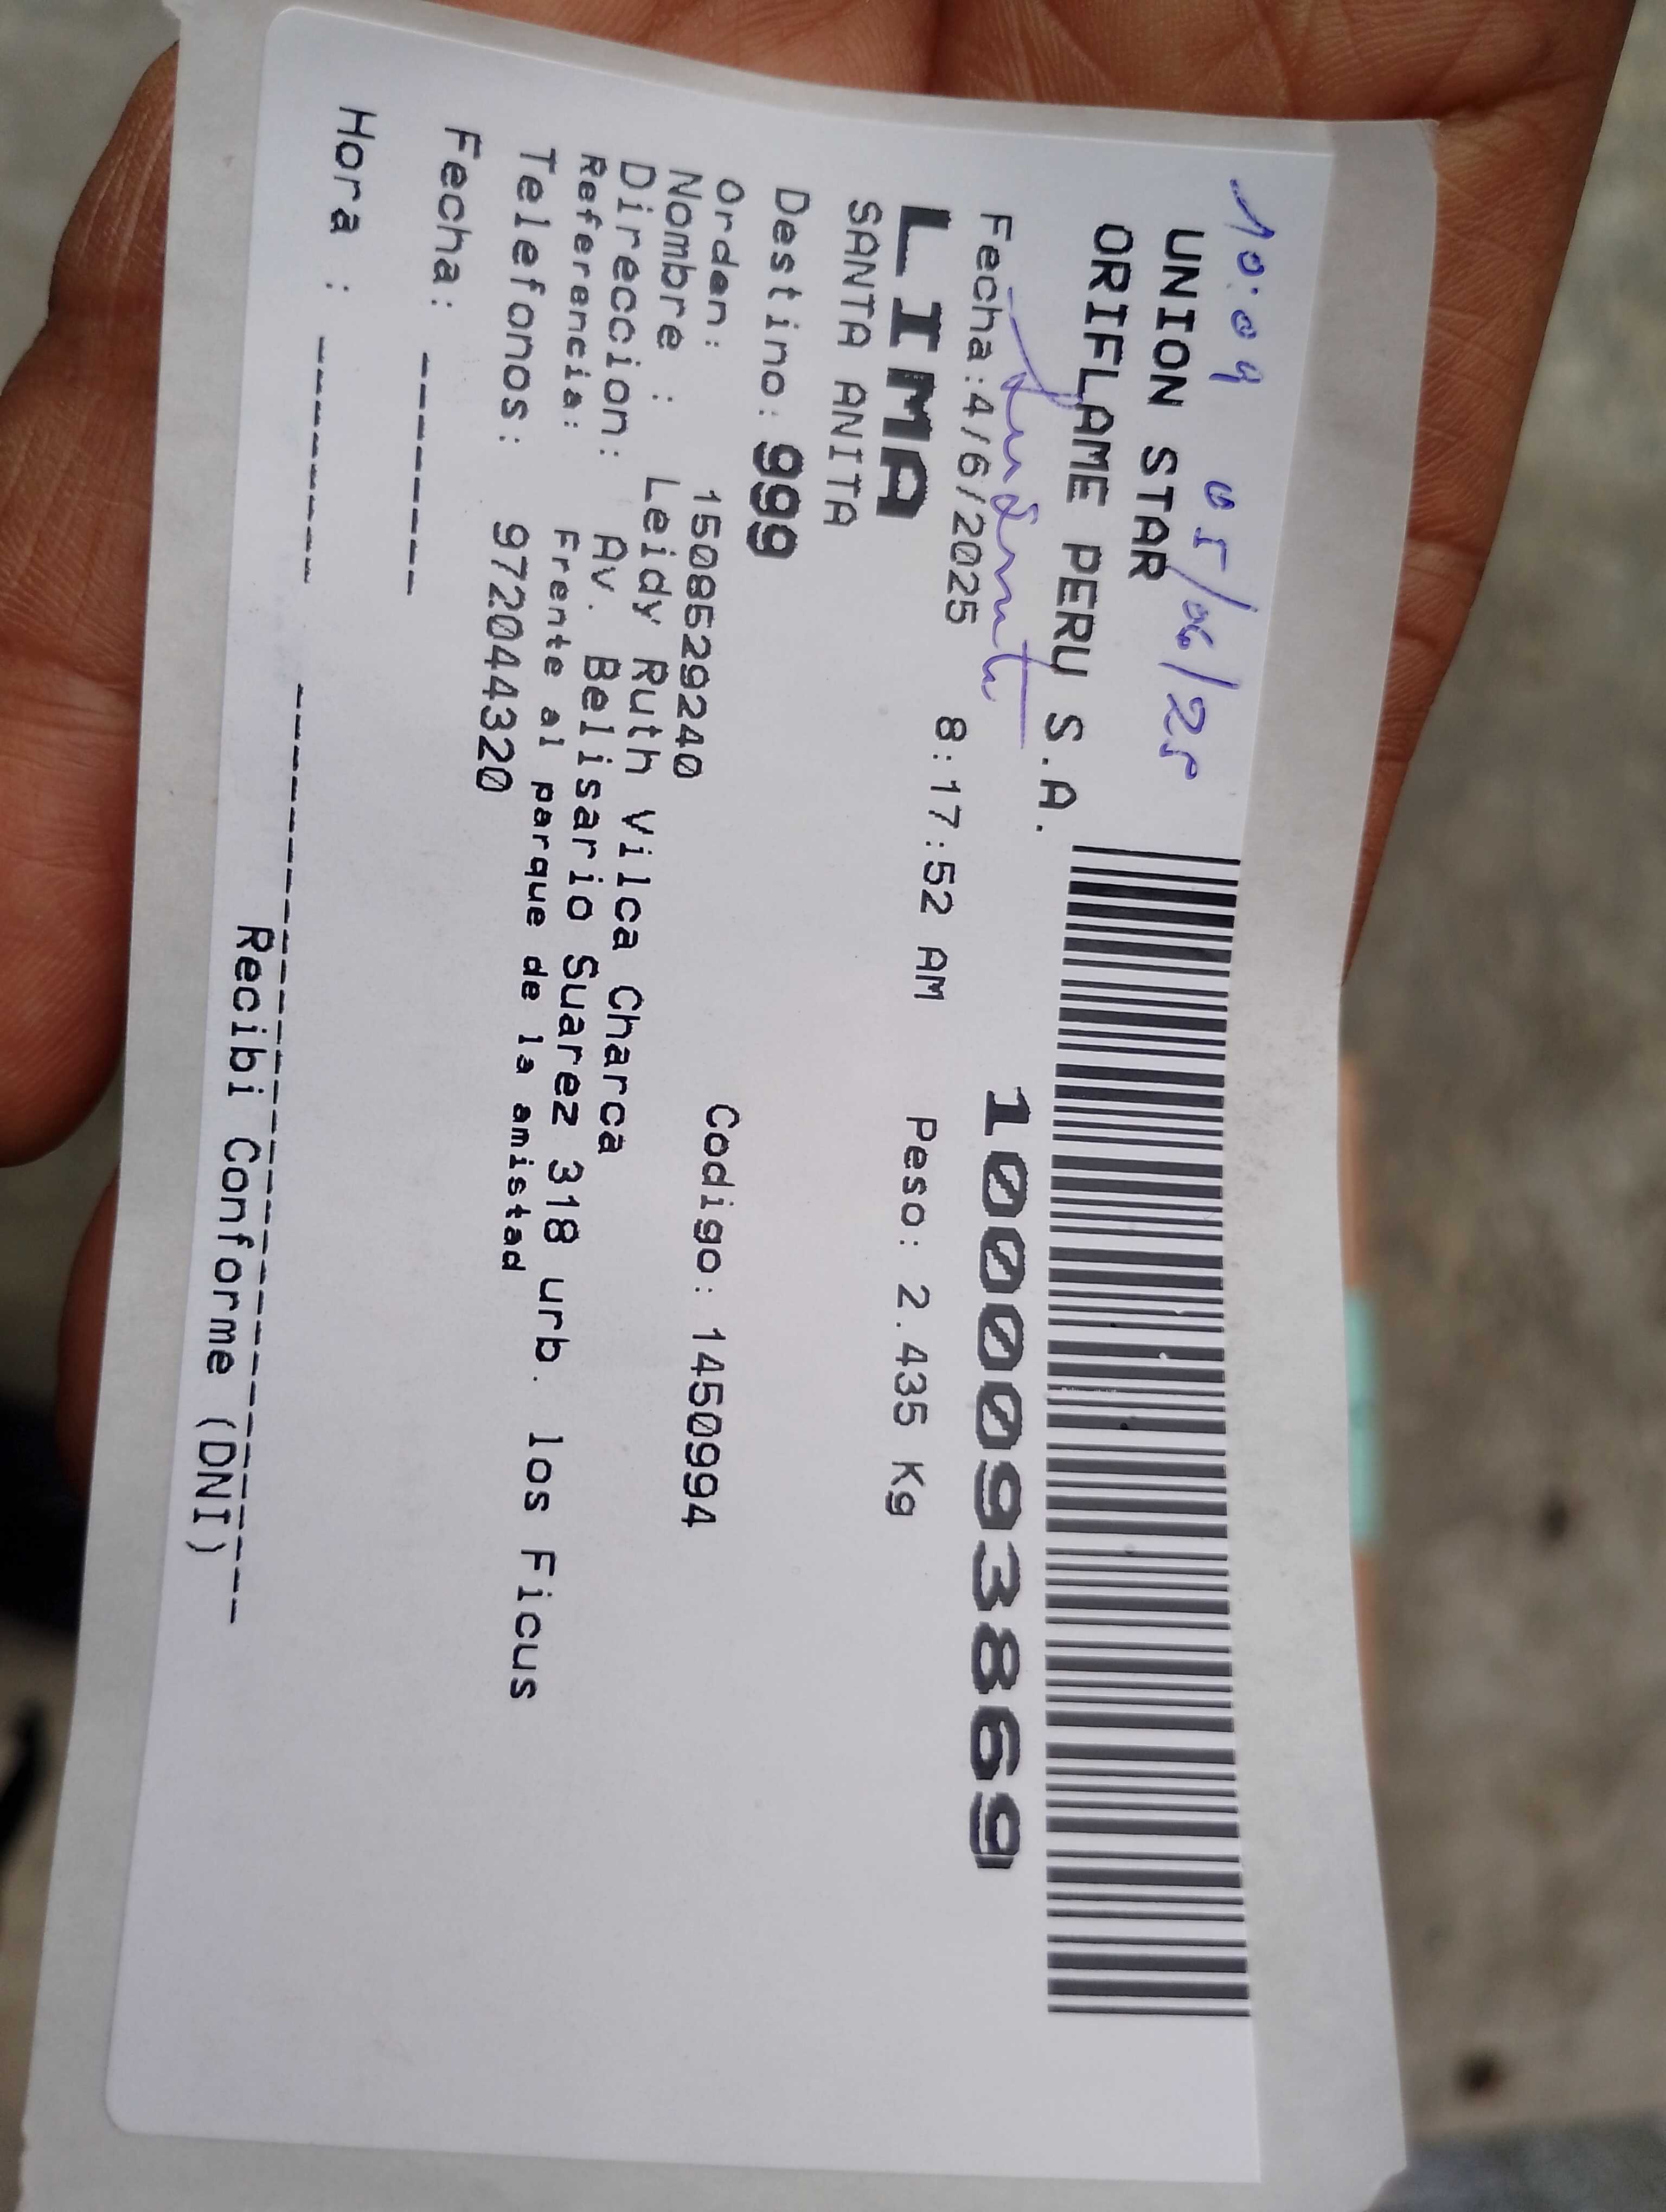 10:04 05/06/25
UNION STAR
ORIFLAME PERU S.A.
1000093869
Fecha:4/6/2025 8:17:52 AM Peso: 2.435 Kg
LIMA
SANTA ANITA
Destino: 999
Orden: 1508529240 Codigo: 1450994
Nombre : Leidy Ruth Vilca Charca
Direccion: Av. Belisario Suarez 318 urb. los Ficus
Referencia: Frente al parque de la amistad
Telefonos: 972044320
Fecha: -------
Hora : --------
Recibi Conforme (DNI)